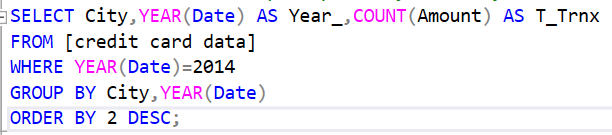 SELECT City,YEAR(Date) AS Year_,COUNT(Amount) AS T_Trnx
FROM [credit card data]
WHERE YEAR(Date)=2014
GROUP BY City,YEAR(Date)
ORDER BY 2 DESC;